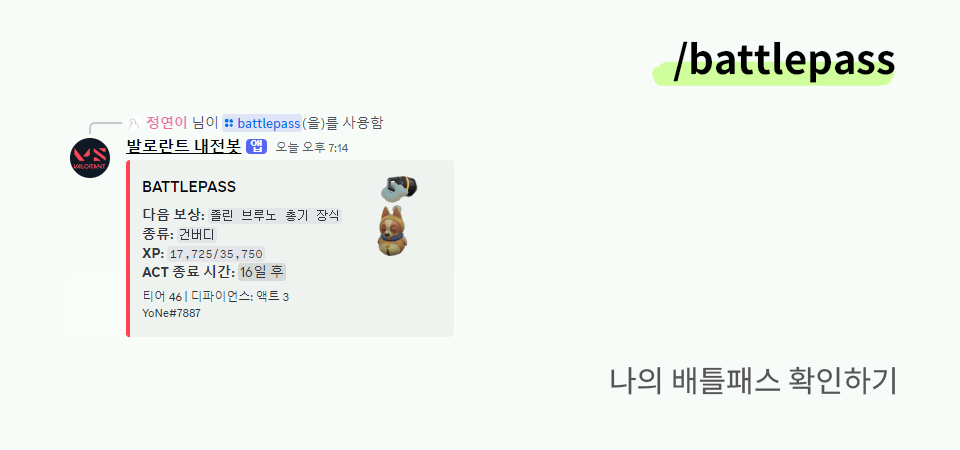 /battlepass
정연이 님이 battlepass(을)를 사용함
VALORANT
발로란트 내전봇 앱 오늘 오후 7:14
BATTLEPASS
다음 보상: 졸린 브루노 총기 장식
종류: 건버디
XP: 17,725/35,750
ACT 종료 시간: 16일 후
티어 46 | 디파이언스: 액트 3
YoNe#7887
나의 배틀패스 확인하기